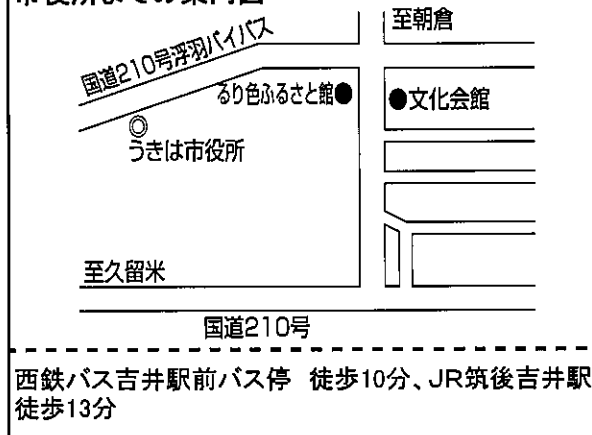 市役所までの案内図
至朝倉
国道210号浮羽バイパス
るり色ふるさと館●
●文化会館
◎
うきは市役所
至久留米
国道210号
西鉄バス吉井駅前バス停 徒歩10分、JR筑後吉井駅
徒歩13分